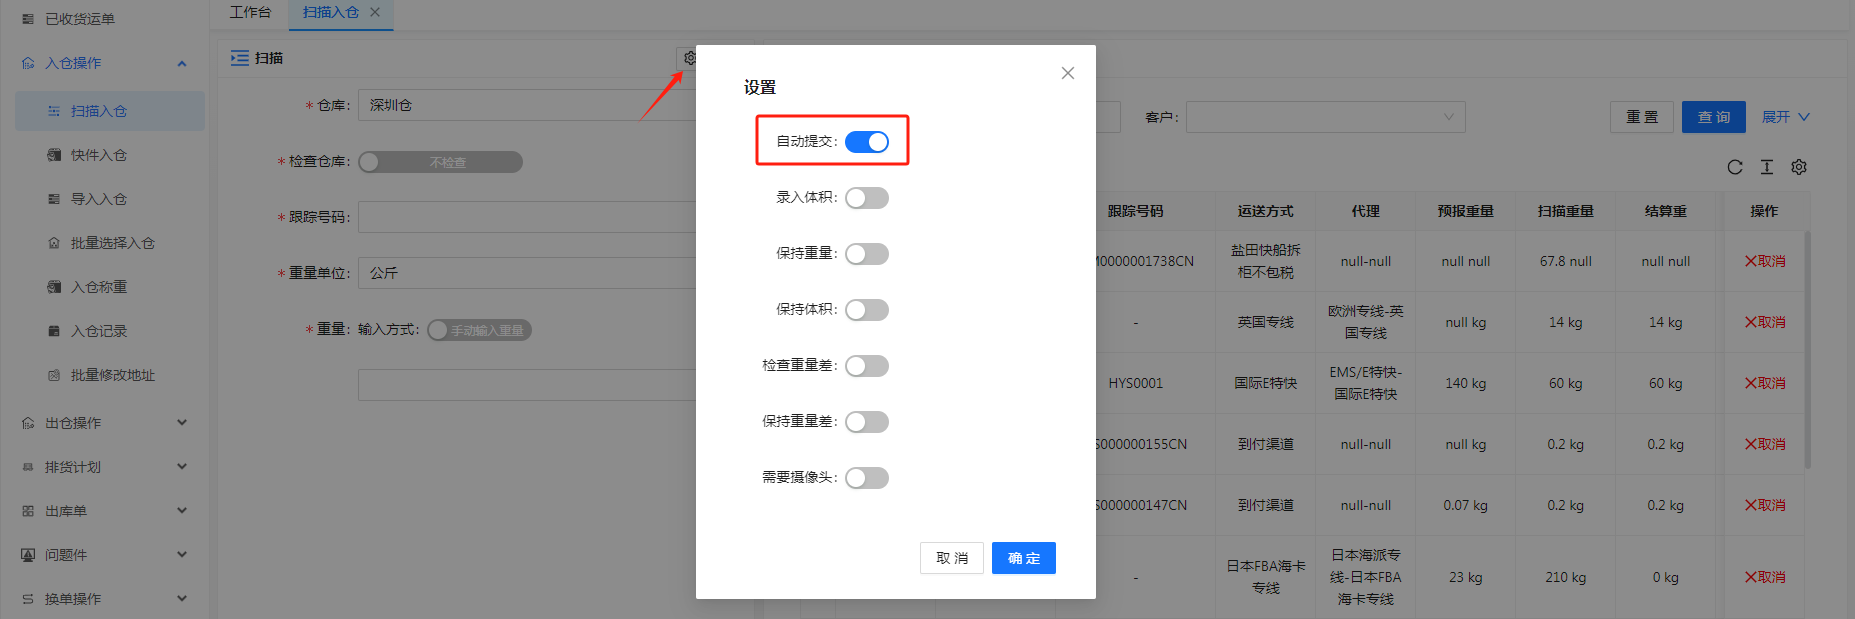 已收货运单
入仓操作
扫描入仓
快件入仓
导入入仓
批量选择入仓
入仓称重
入仓记录
批量修改地址
出仓操作
排货计划
出库单
问题件
换单操作
工作台
扫描入仓
扫描
*仓库:
深圳仓
*检查仓库:
不检查
*跟踪号码:
*重量单位:
公斤
*重量:
输入方式:
手动输入重量
设置
自动提交:
录入体积:
保持重量:
保持体积:
检查重量差:
保持重量差:
需要摄像头:
取 消
确 定
客户:
重 置
查 询
展开
跟踪号码 运送方式 代理 预报重量 扫描重量 结算重 操作
0000001738CN 盐田快船拆柜不包税 null-null null null 67.8 null null null 取消
- 英国专线 欧洲专线-英国专线 null kg 14 kg 14 kg 取消
HYS0001 国际E特快 EMS/E特快-国际E特快 140 kg 60 kg 60 kg 取消
S000000155CN 到付渠道 null-null null kg 0.2 kg 0.2 kg 取消
S000000147CN 到付渠道 null-null 0.07 kg 0.2 kg 0.2 kg 取消
- 日本FBA海卡专线 日本海派专线-日本FBA海卡专线 23 kg 210 kg 0 kg 取消